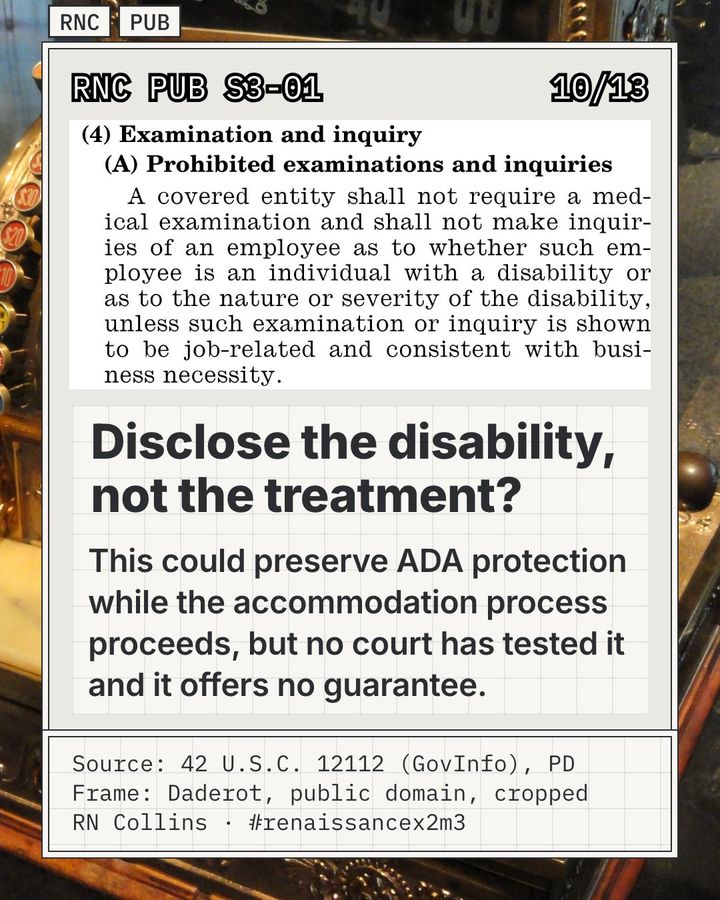 RNC PUB
RNC PUB S3-01 10/13
(4) Examination and inquiry
(A) Prohibited examinations and inquiries
A covered entity shall not require a med-
ical examination and shall not make inquir-
ies of an employee as to whether such em-
ployee is an individual with a disability or
as to the nature or severity of the disability,
unless such examination or inquiry is shown
to be job-related and consistent with busi-
ness necessity.
Disclose the disability,
not the treatment?
This could preserve ADA protection
while the accommodation process
proceeds, but no court has tested it
and it offers no guarantee.
Source: 42 U.S.C. 12112 (GovInfo), PD
Frame: Daderot, public domain, cropped
RN Collins · #renaissancex2m3
$20